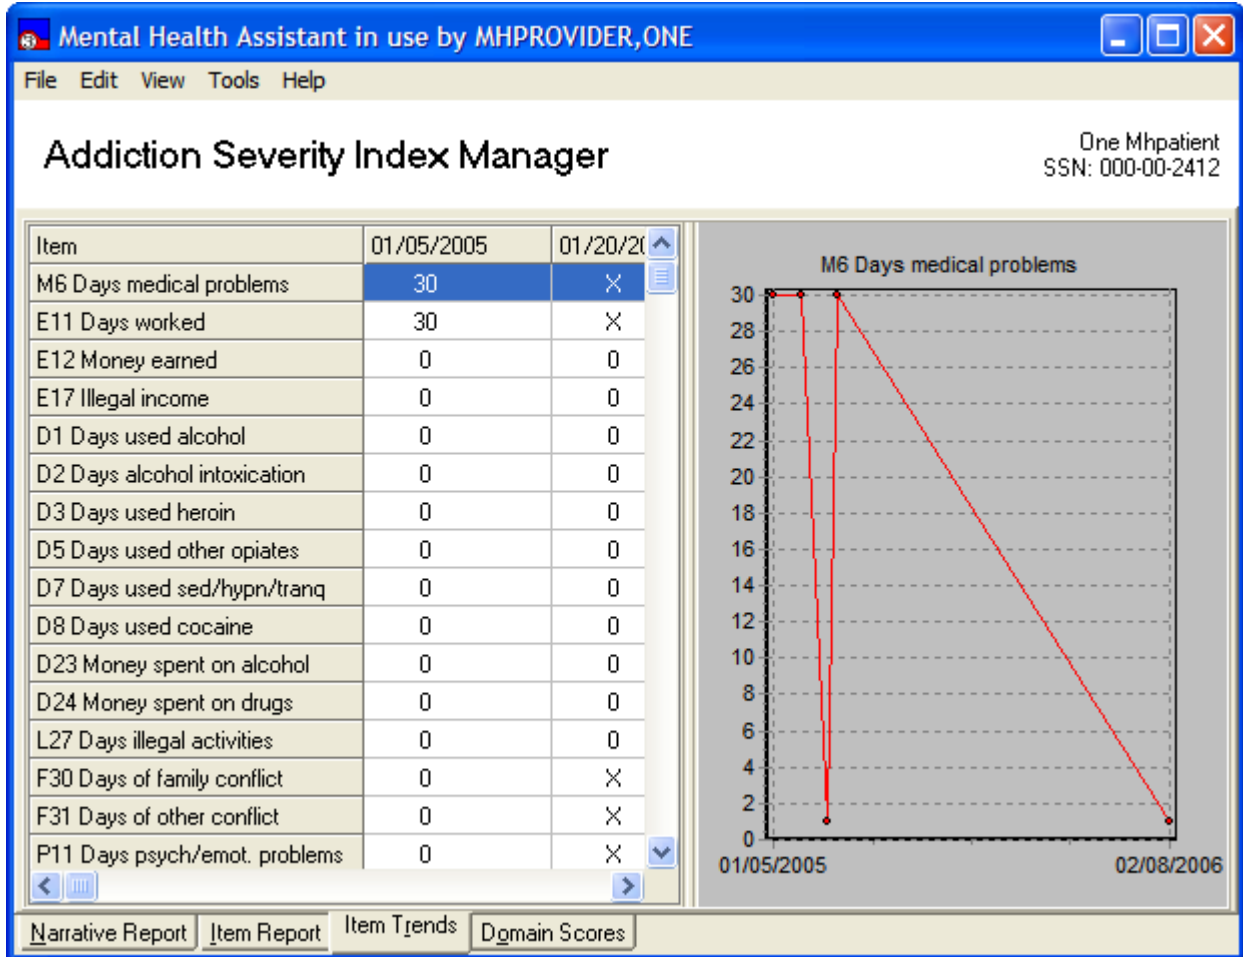 Mental Health Assistant in use by MHPROVIDER,ONE
File Edit View Tools Help
Addiction Severity Index Manager
One Mhpatient
SSN: 000-00-2412
Item 01/05/2005 01/20/20
M6 Days medical problems 30 X
E11 Days worked 30 X
E12 Money earned 0 0
E17 Illegal income 0 0
D1 Days used alcohol 0 0
D2 Days alcohol intoxication 0 0
D3 Days used heroin 0 0
D5 Days used other opiates 0 0
D7 Days used sed/hypn/tranq 0 0
D8 Days used cocaine 0 0
D23 Money spent on alcohol 0 0
D24 Money spent on drugs 0 0
L27 Days illegal activities 0 0
F30 Days of family conflict 0 X
F31 Days of other conflict 0 X
P11 Days psych/emot. problems 0 X
M6 Days medical problems
30
28
26
24
22
20
18
16
14
12
10
8
6
4
2
0
01/05/2005 02/08/2006
Narrative Report Item Report Item Trends Domain Scores